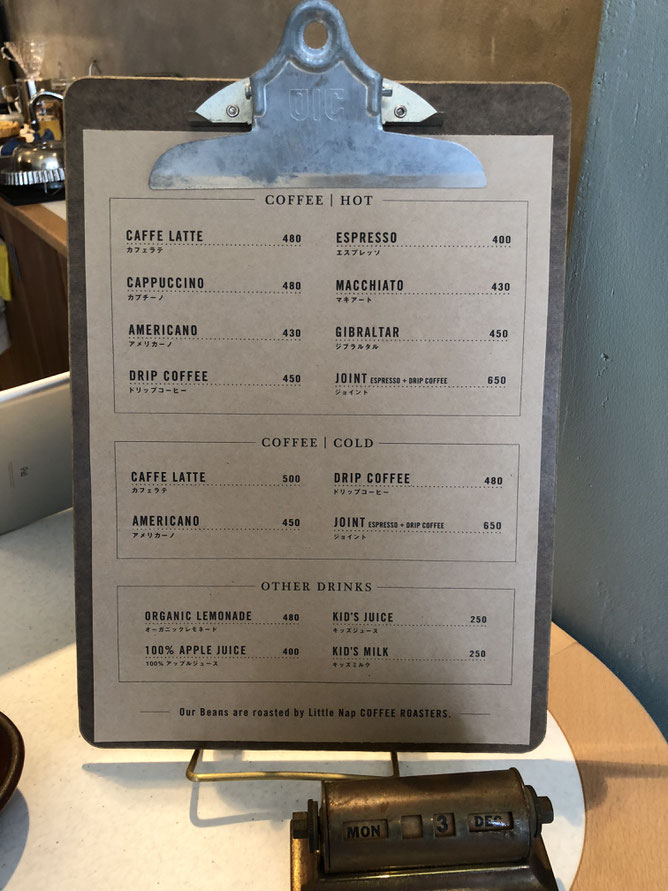 OIC
COFFEE | HOT
CAFFE LATTE 480
カフェラテ
ESPRESSO 400
エスプレッソ
CAPPUCCINO 480
カプチーノ
MACCHIATO 430
マキアート
AMERICANO 430
アメリカーノ
GIBRALTAR 450
ジブラルタル
DRIP COFFEE 450
ドリップコーヒー
JOINT ESPRESSO + DRIP COFFEE 650
ジョイント
COFFEE | COLD
CAFFE LATTE 500
カフェラテ
DRIP COFFEE 480
ドリップコーヒー
AMERICANO 450
アメリカーノ
JOINT ESPRESSO + DRIP COFFEE 650
ジョイント
OTHER DRINKS
ORGANIC LEMONADE 480
オーガニックレモネード
KID'S JUICE 250
キッズジュース
100% APPLE JUICE 400
100% アップルジュース
KID'S MILK 250
キッズミルク
Our Beans are roasted by Little Nap COFFEE ROASTERS.
MON 3 DEC